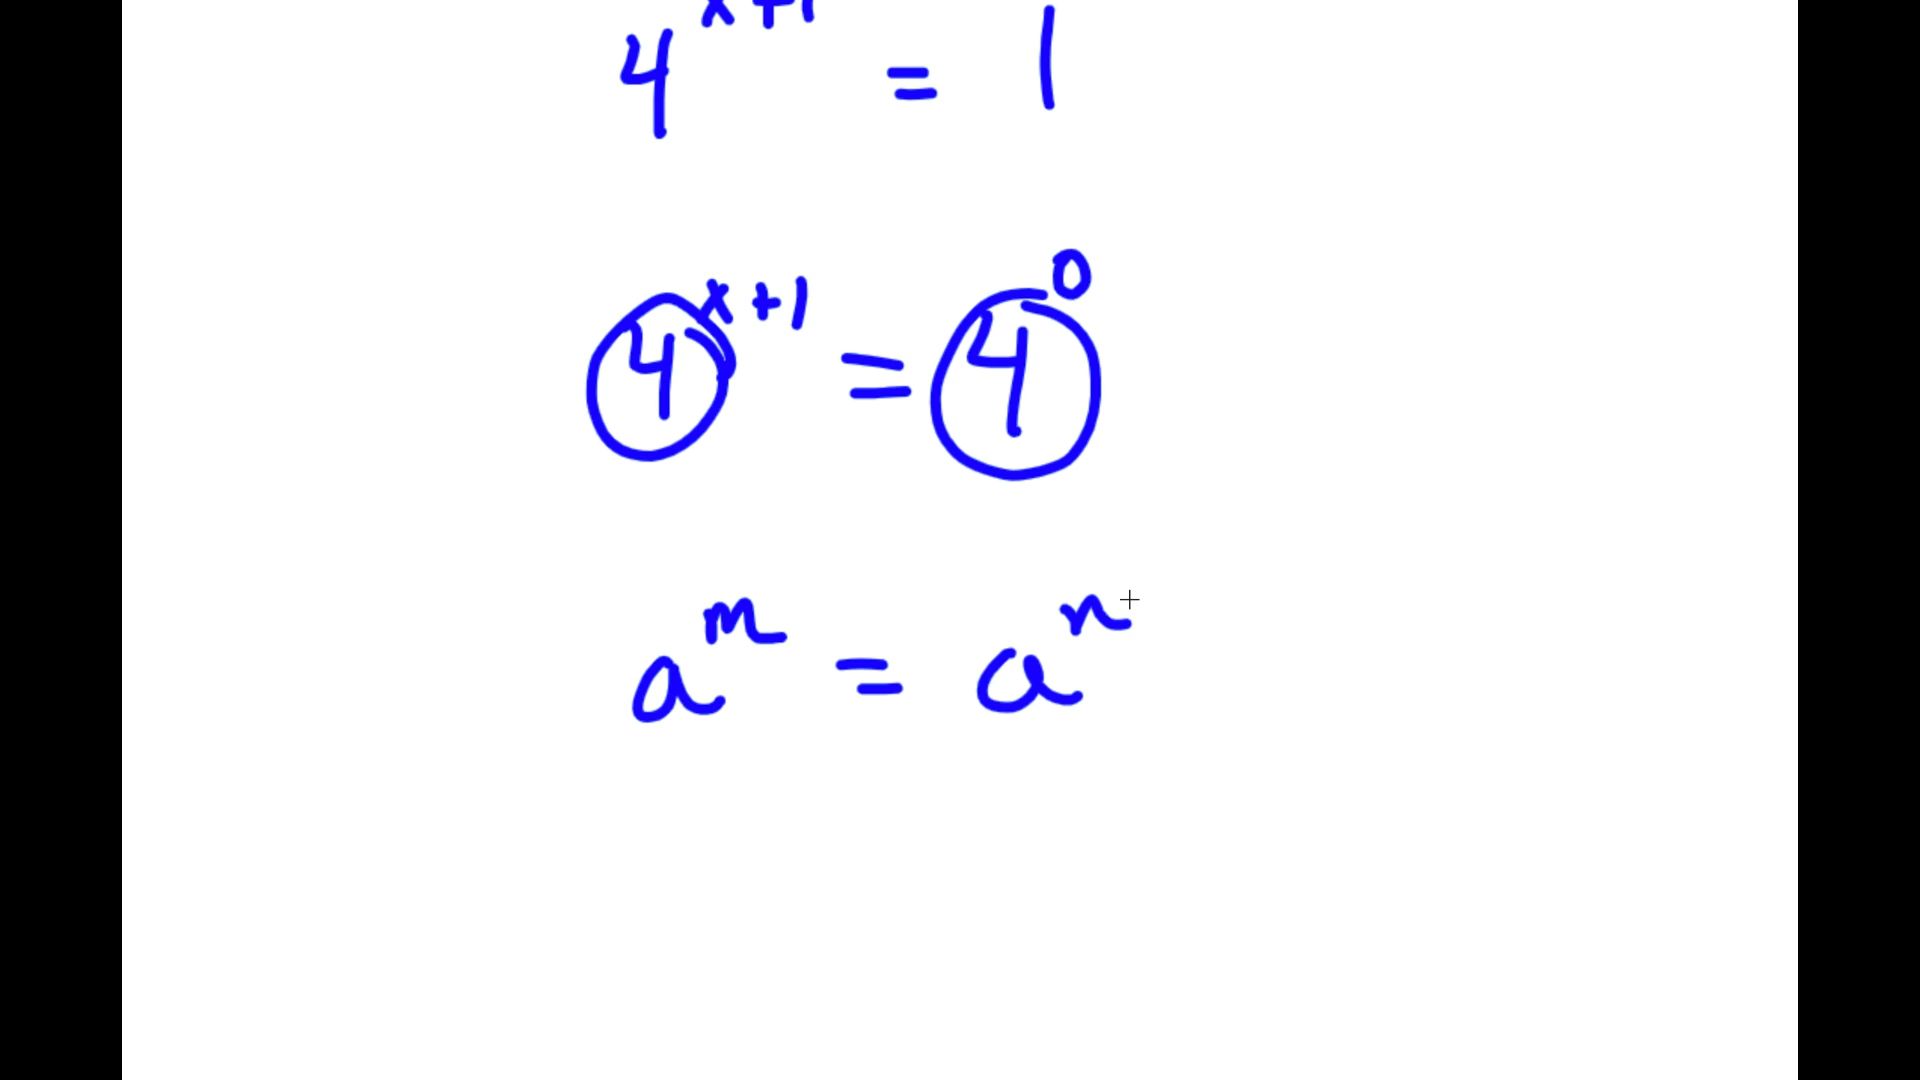 4^{x+1} = 1
4^{x+1} = 4^0
a^m = a^n